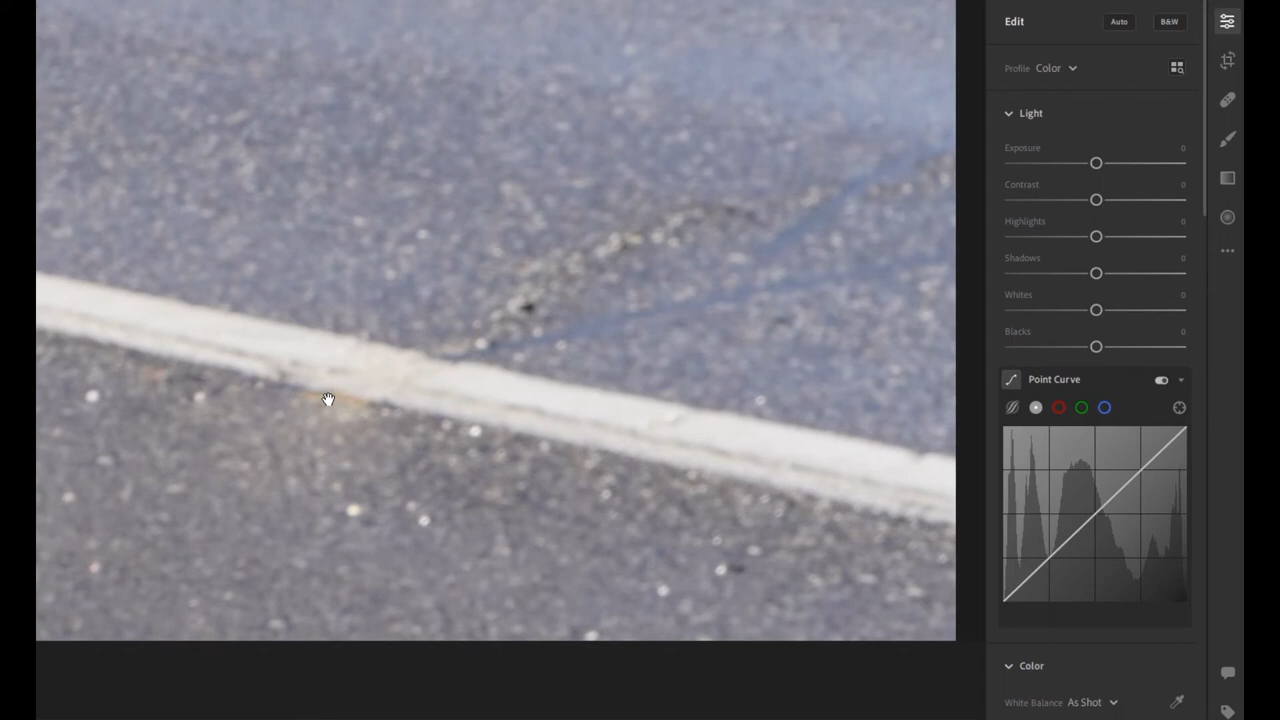 Edit Auto B&W
Profile Color
Light
Exposure 0
Contrast 0
Highlights 0
Shadows 0
Whites 0
Blacks 0
Point Curve
Color
White Balance As Shot